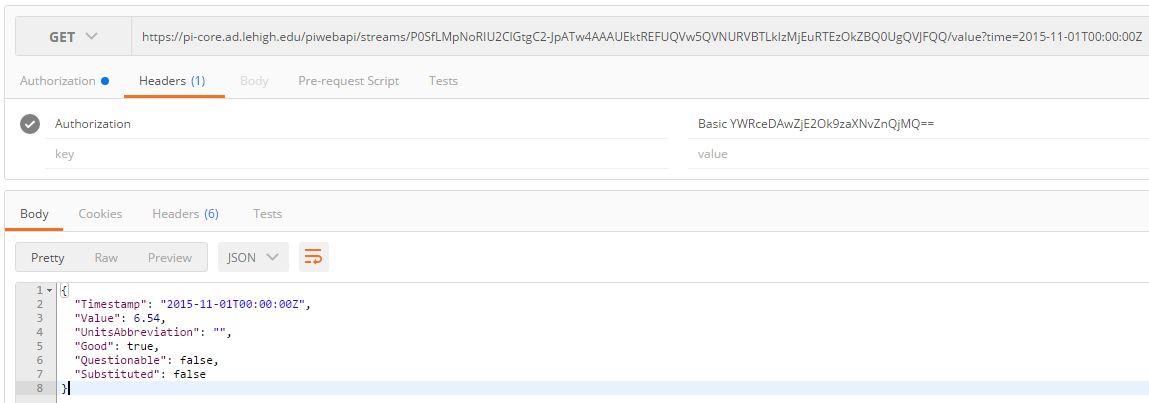 GET https://pi-core.ad.lehigh.edu/piwebapi/streams/P0SfLMpNoRIU2CIGtgC2-JpATw4AAAUEktREFUQVw5QVNURVBTLklzMjEuRTEzOkZBQ0UgQVJFQQ/value?time=2015-11-01T00:00:00Z
Authorization Headers (1) Body Pre-request Script Tests
Authorization Basic YWRceDAwZjE2Ok9zaXNvZnQjMQ==
key value
Body Cookies Headers (6) Tests
Pretty Raw Preview JSON
1 {
2 "Timestamp": "2015-11-01T00:00:00Z",
3 "Value": 6.54,
4 "UnitsAbbreviation": "",
5 "Good": true,
6 "Questionable": false,
7 "Substituted": false
8 }